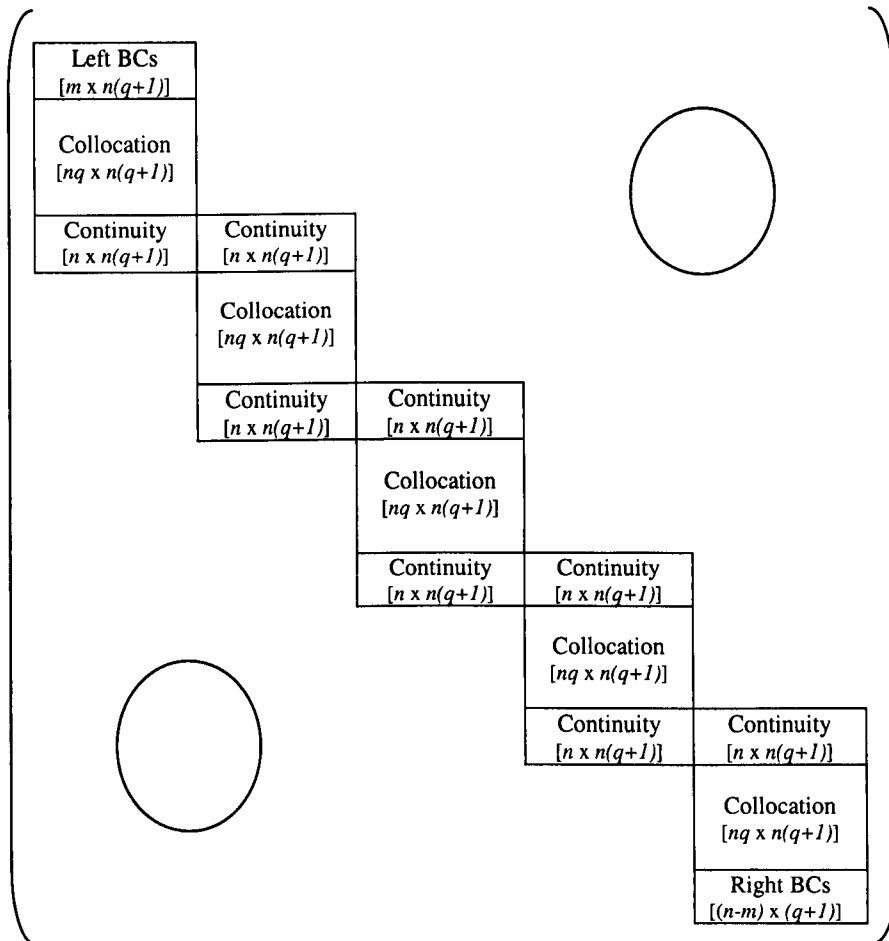 Left BCs
[m x n(q+1)]
Collocation
[nq x n(q+1)]
Continuity
[n x n(q+1)]
Continuity
[n x n(q+1)]
Collocation
[nq x n(q+1)]
Continuity
[n x n(q+1)]
Continuity
[n x n(q+1)]
Collocation
[nq x n(q+1)]
Continuity
[n x n(q+1)]
Continuity
[n x n(q+1)]
Collocation
[nq x n(q+1)]
Continuity
[n x n(q+1)]
Continuity
[n x n(q+1)]
Collocation
[nq x n(q+1)]
Right BCs
[(n-m) x (q+1)]